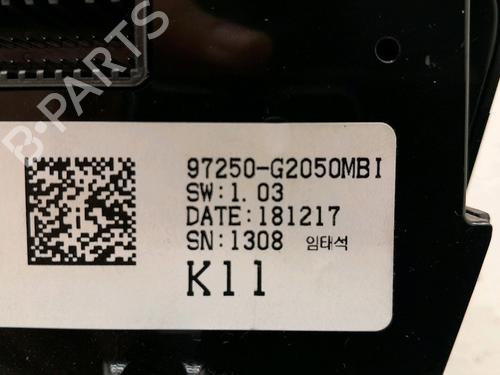 B-PARTS
97250-G2050MBI
SW:1.03
DATE:181217
SN:1308 임태석
K11